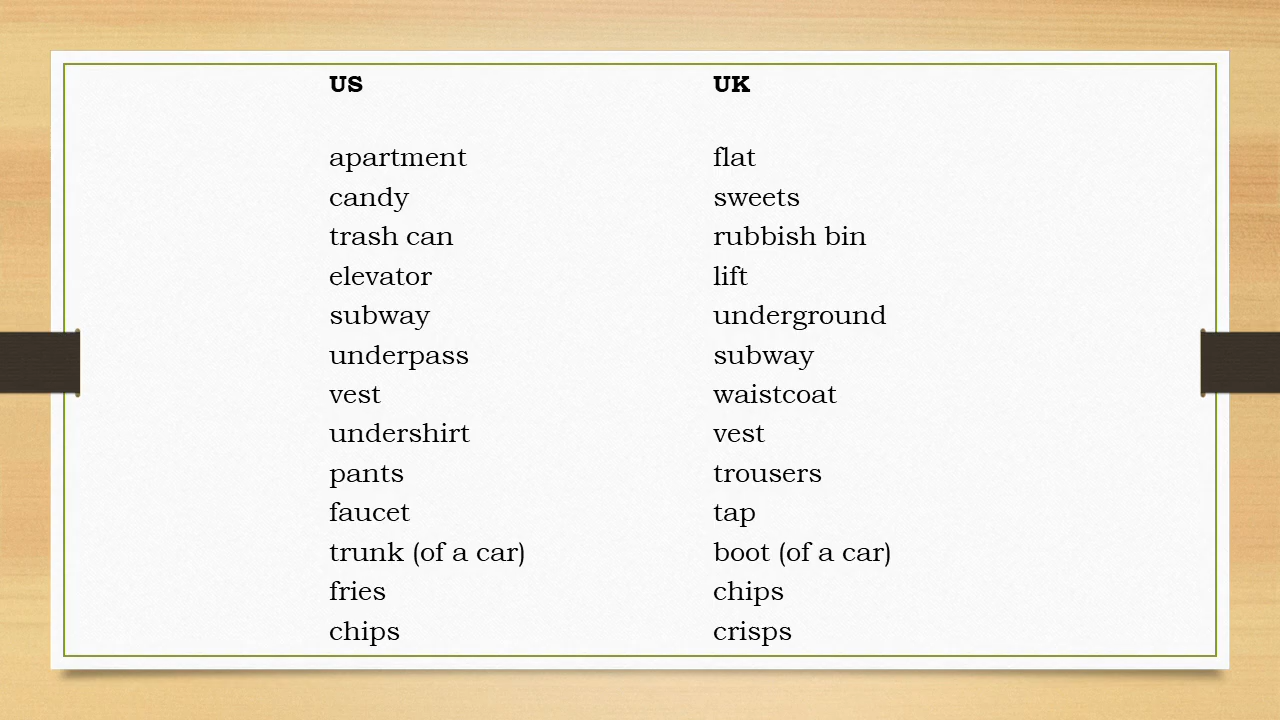 US UK
apartment flat
candy sweets
trash can rubbish bin
elevator lift
subway underground
underpass subway
vest waistcoat
undershirt vest
pants trousers
faucet tap
trunk (of a car) boot (of a car)
fries chips
chips crisps